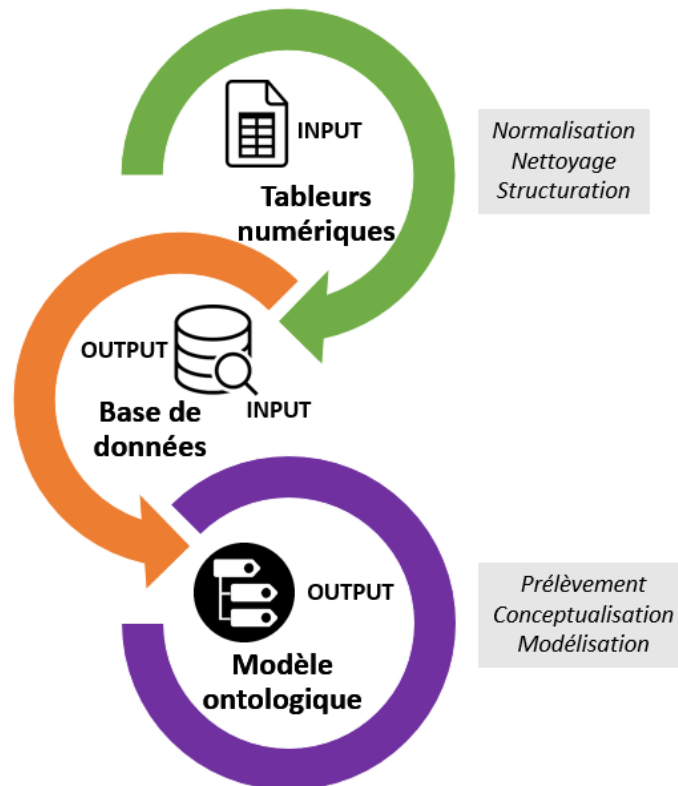 INPUT
Tableurs
numériques
Normalisation
Nettoyage
Structuration
OUTPUT
INPUT
Base de
données
OUTPUT
Modèle
ontologique
Prélèvement
Conceptualisation
Modélisation